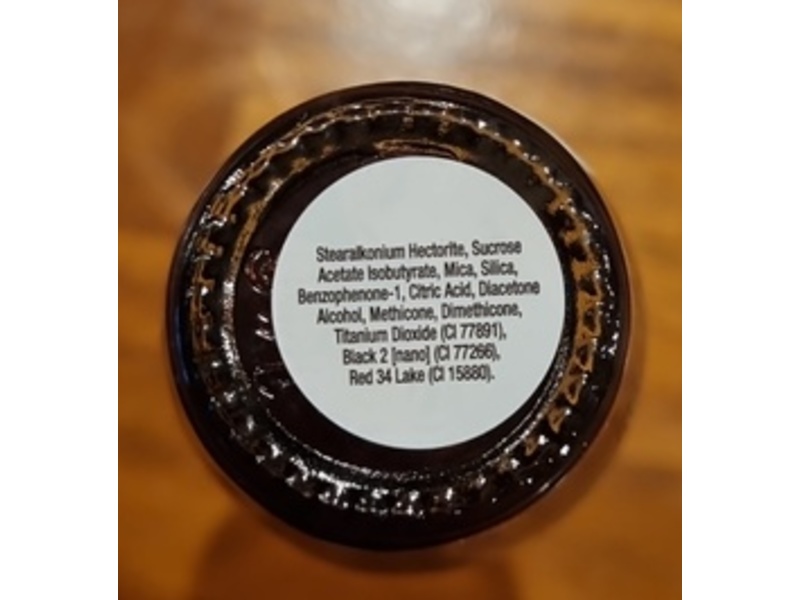 Stearalkonium Hectorite, Sucrose
Acetate Isobutyrate, Mica, Silica,
Benzophenone-1, Citric Acid, Diacetone
Alcohol, Methicone, Dimethicone,
Titanium Dioxide (CI 77891),
Black 2 [nano] (CI 77266),
Red 34 Lake (CI 15880).